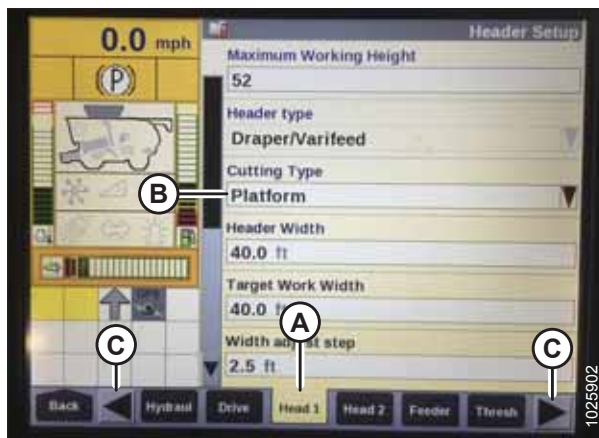 0.0 mph
(P)
Header Setup
Maximum Working Height
52
Header type
Draper/Varifeed
Cutting Type
B
Platform
Header Width
40.0 ft
Target Work Width
40.0 ft
A
Width adjust step
C
C
2.5 ft
Back Hydraul Drive Head 1 Head 2 Feeder Thresh
1025902